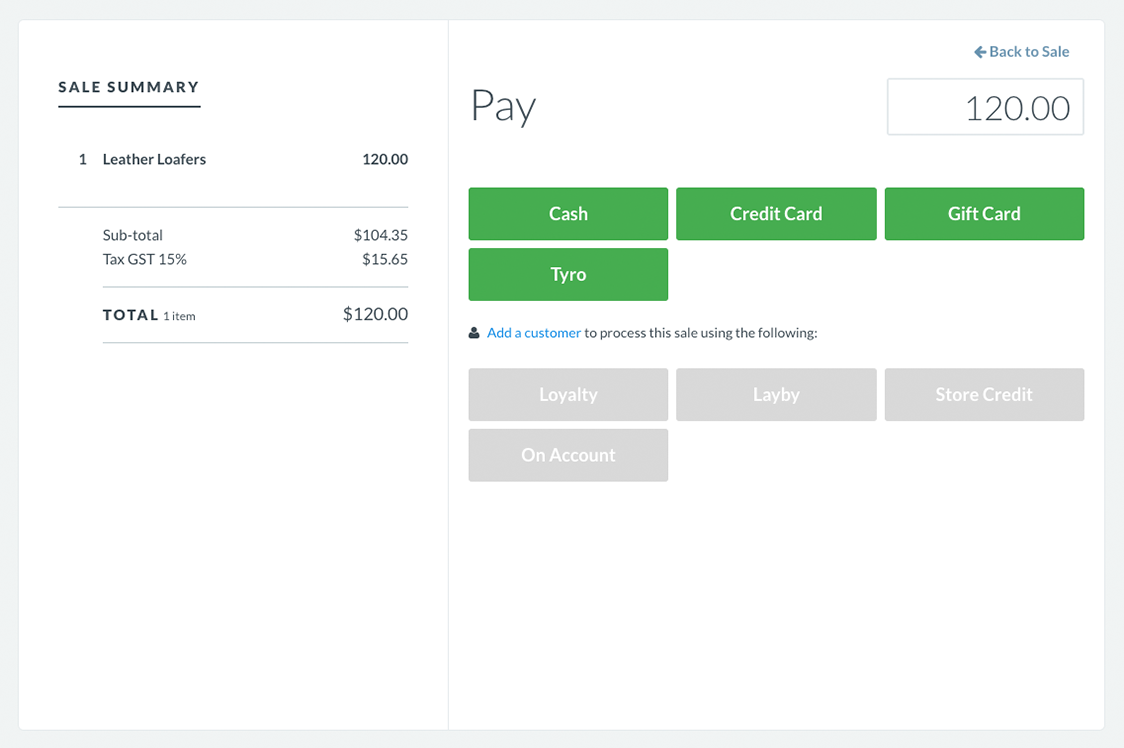 SALE SUMMARY
1 Leather Loafers 120.00
Sub-total $104.35
Tax GST 15% $15.65
TOTAL 1 item $120.00
Back to Sale
Pay 120.00
Cash Credit Card Gift Card
Tyro
Add a customer to process this sale using the following:
Loyalty Layby Store Credit
On Account